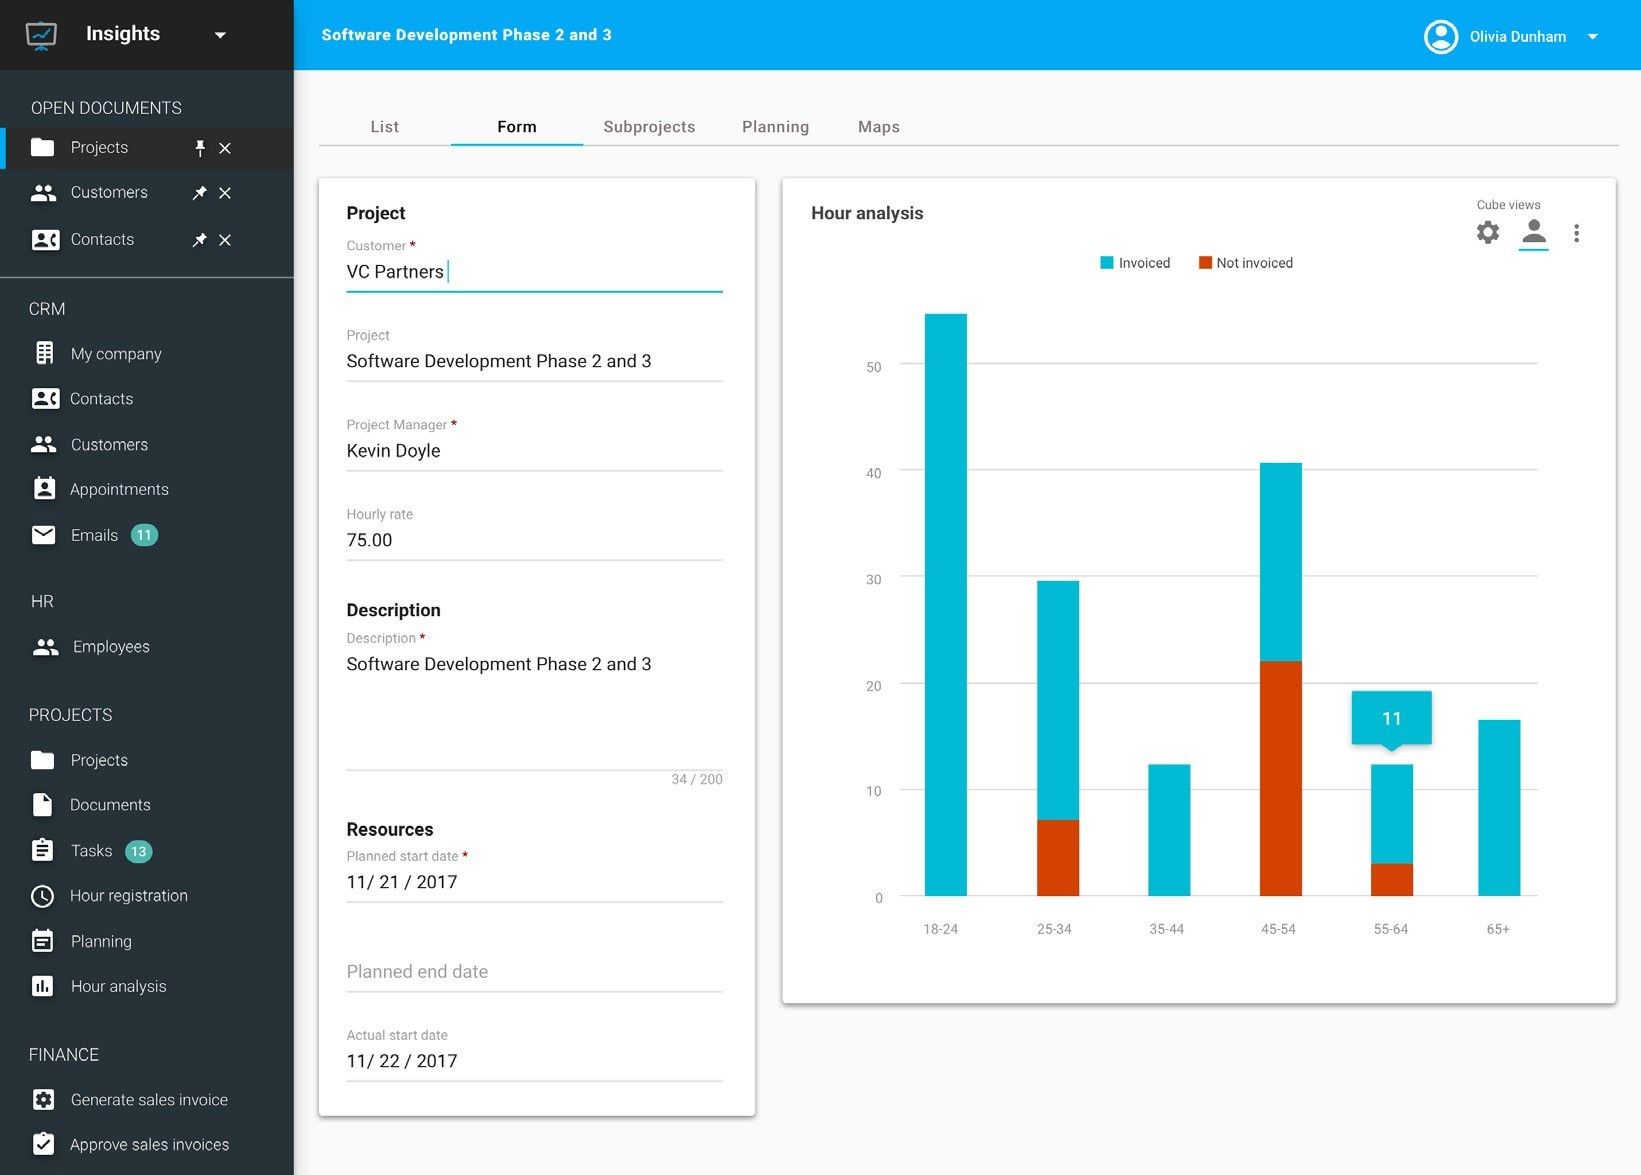 Insights
Software Development Phase 2 and 3
Olivia Dunham
OPEN DOCUMENTS
Projects
Customers
Contacts
CRM
My company
Contacts
Customers
Appointments
Emails 11
HR
Employees
PROJECTS
Projects
Documents
Tasks 13
Hour registration
Planning
Hour analysis
FINANCE
Generate sales invoice
Approve sales invoices
List Form Subprojects Planning Maps
Project
Customer *
VC Partners
Project
Software Development Phase 2 and 3
Project Manager *
Kevin Doyle
Hourly rate
75.00
Description
Description *
Software Development Phase 2 and 3
34 / 200
Resources
Planned start date *
11/ 21 / 2017
Planned end date
Actual start date
11/ 22 / 2017
Hour analysis
Cube views
Invoiced Not invoiced
50
40
30
20
11
10
0
18-24 25-34 35-44 45-54 55-64 65+